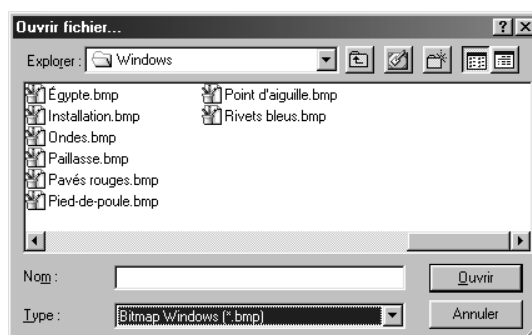 Ouvrir fichier...
Explorer : Windows
Égypte.bmp
Installation.bmp
Ondes.bmp
Paillasse.bmp
Pavés rouges.bmp
Pied-de-poule.bmp
Point d'aiguille.bmp
Rivets bleus.bmp
Nom :
Ouvrir
Type : Bitmap Windows (*.bmp)
Annuler